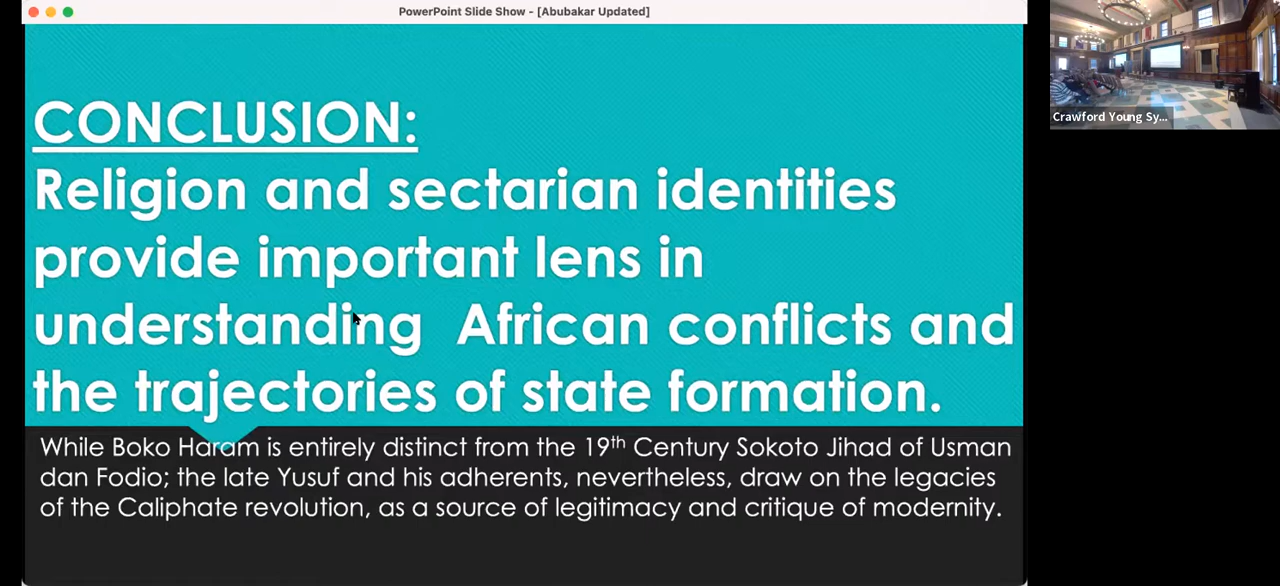 PowerPoint Slide Show - [Abubakar Updated]
CONCLUSION:
Religion and sectarian identities
provide important lens in
understanding African conflicts and
the trajectories of state formation.
While Boko Haram is entirely distinct from the 19th Century Sokoto Jihad of Usman
dan Fodio; the late Yusuf and his adherents, nevertheless, draw on the legacies
of the Caliphate revolution, as a source of legitimacy and critique of modernity.
Crawford Young Sy...